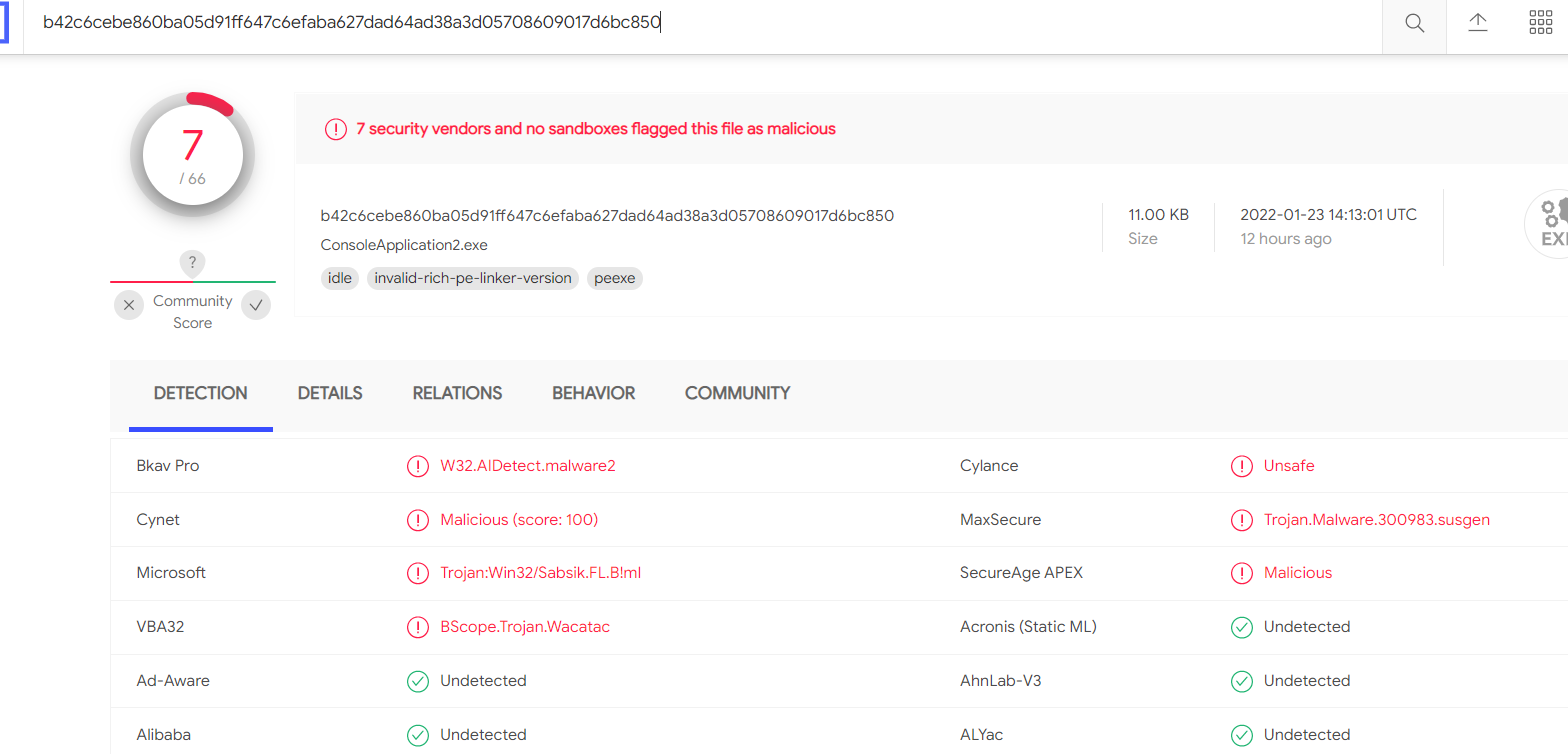 b42c6cebe860ba05d91ff647c6efaba627dad64ad38a3d05708609017d6bc850
7
/ 66
7 security vendors and no sandboxes flagged this file as malicious
b42c6cebe860ba05d91ff647c6efaba627dad64ad38a3d05708609017d6bc850
ConsoleApplication2.exe
idle invalid-rich-pe-linker-version peexe
11.00 KB
Size
2022-01-23 14:13:01 UTC
12 hours ago
?
Community
Score
DETECTION DETAILS RELATIONS BEHAVIOR COMMUNITY
Bkav Pro W32.AIDetect.malware2 Cylance Unsafe
Cynet Malicious (score: 100) MaxSecure Trojan.Malware.300983.susgen
Microsoft Trojan:Win32/Sabsik.FL.B!ml SecureAge APEX Malicious
VBA32 BScope.Trojan.Wacatac Acronis (Static ML) Undetected
Ad-Aware Undetected AhnLab-V3 Undetected
Alibaba Undetected ALYac Undetected